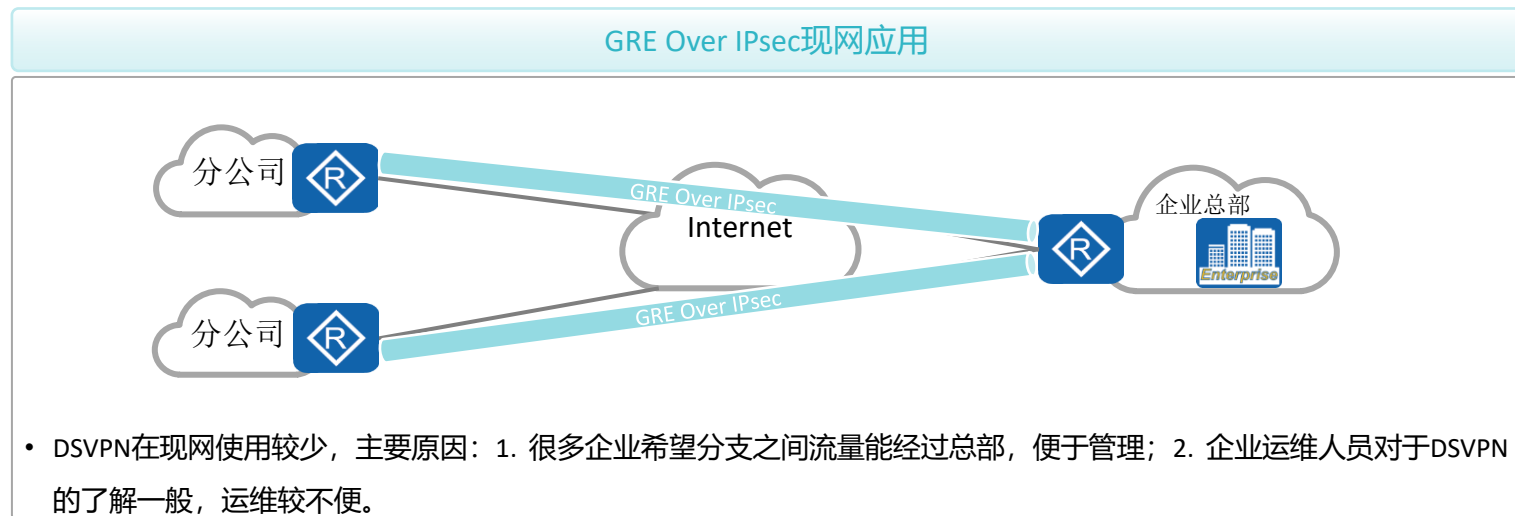 GRE Over IPsec现网应用
分公司
R
GRE Over IPsec
Internet
企业总部
R
Enterprise
GRE Over IPsec
分公司
R
• DSVPN在现网使用较少，主要原因：1. 很多企业希望分支之间流量能经过总部，便于管理；2. 企业运维人员对于DSVPN
的了解一般，运维较不便。